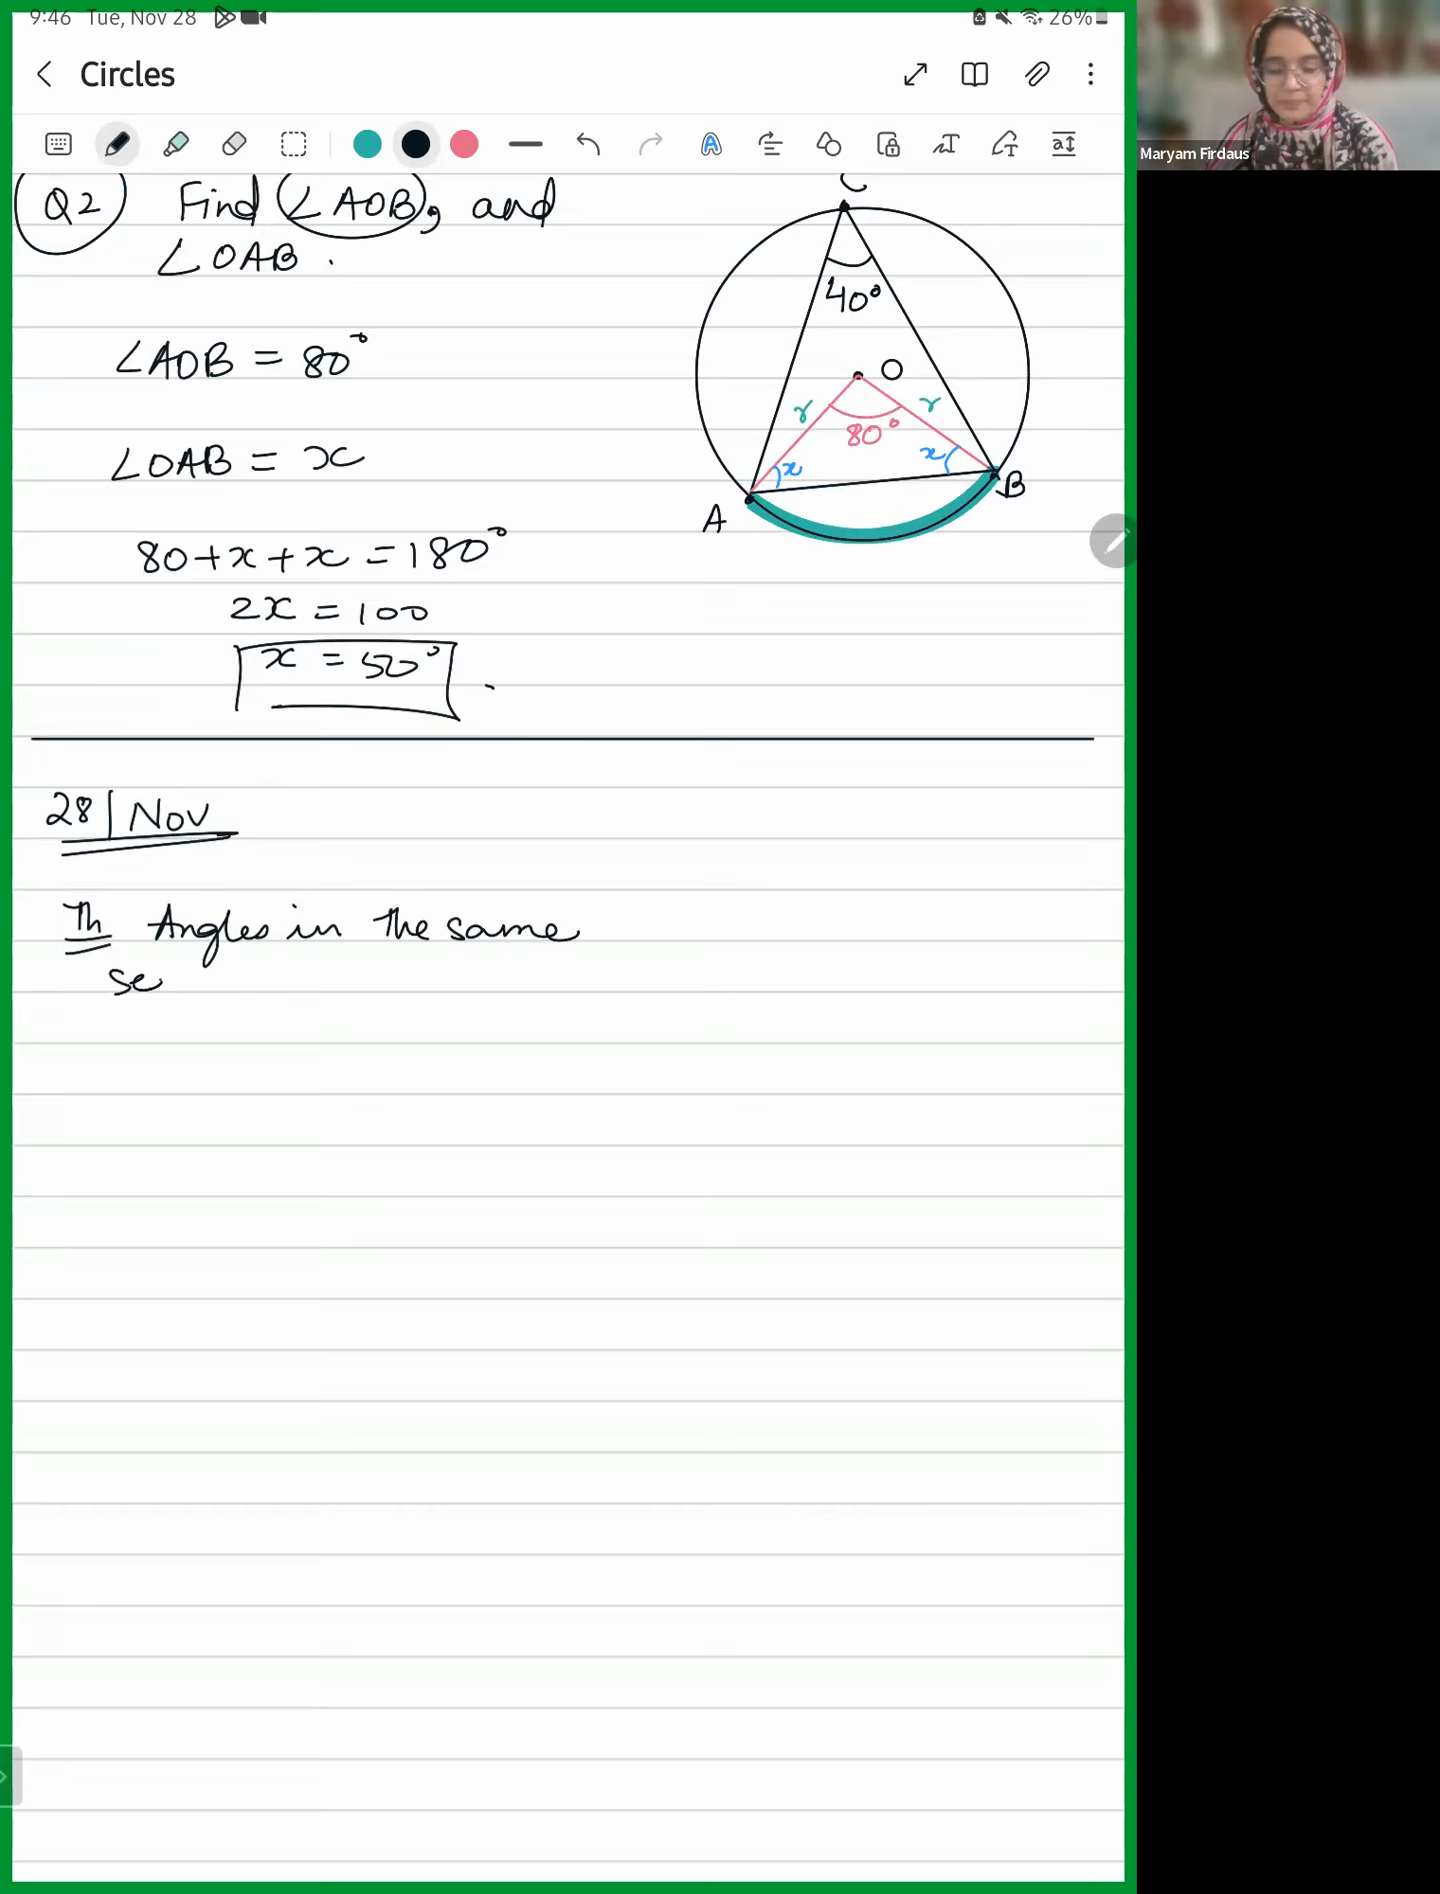 9:46 Tue, Nov 28
26%
Circles
Maryam Firdaus
Q2 Find (∠AOB), and
∠OAB.
∠AOB = 80°
∠OAB = x
80 + x + x = 180°
2x = 100
x = 50°
C
40°
O
r
r
80°
x
x
A
B
28 | Nov
Th Angles in the same
se